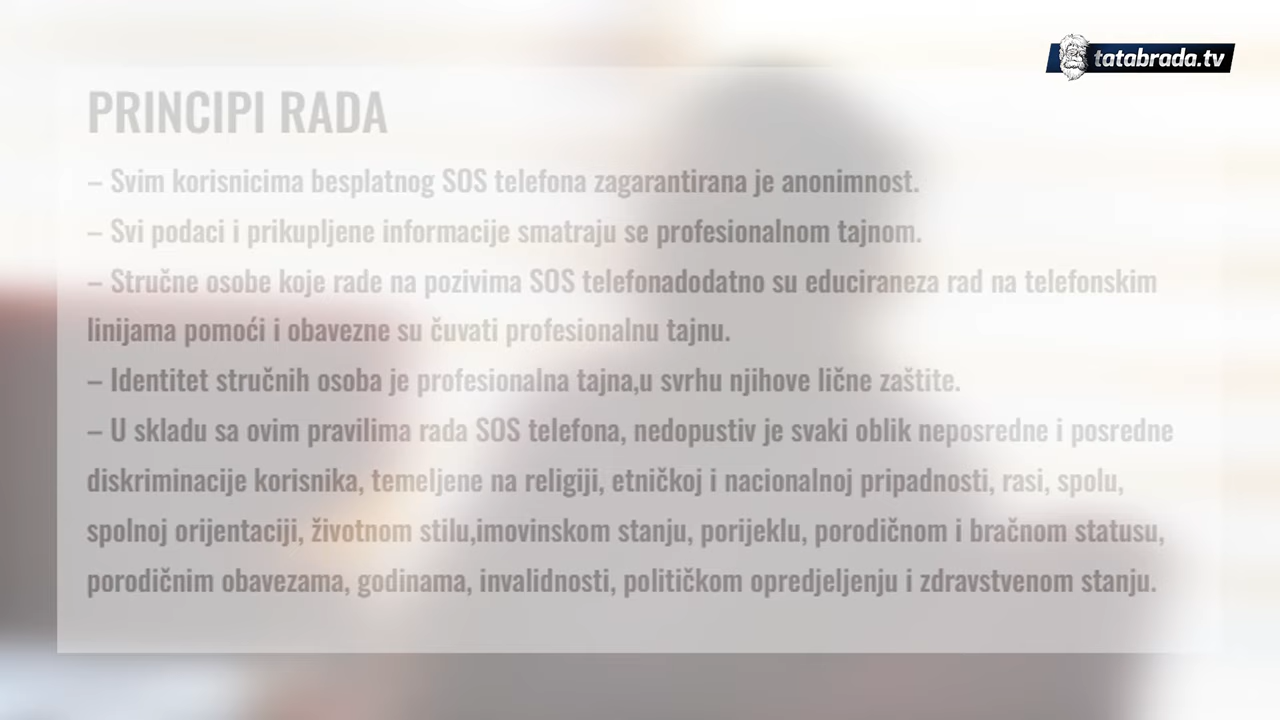 tatabrada.tv
PRINCIPI RADA
– Svim korisnicima besplatnog SOS telefona zagarantirana je anonimnost.
– Svi podaci i prikupljene informacije smatraju se profesionalnom tajnom.
– Stručne osobe koje rade na pozivima SOS telefonadodatno su educiraneza rad na telefonskim
linijama pomoći i obavezne su čuvati profesionalnu tajnu.
– Identitet stručnih osoba je profesionalna tajna,u svrhu njihove lične zaštite.
– U skladu sa ovim pravilima rada SOS telefona, nedopustiv je svaki oblik neposredne i posredne
diskriminacije korisnika, temeljene na religiji, etničkoj i nacionalnoj pripadnosti, rasi, spolu,
spolnoj orijentaciji, životnom stilu,imovinskom stanju, porijeklu, porodičnom i bračnom statusu,
porodičnim obavezama, godinama, invalidnosti, političkom opredjeljenju i zdravstvenom stanju.